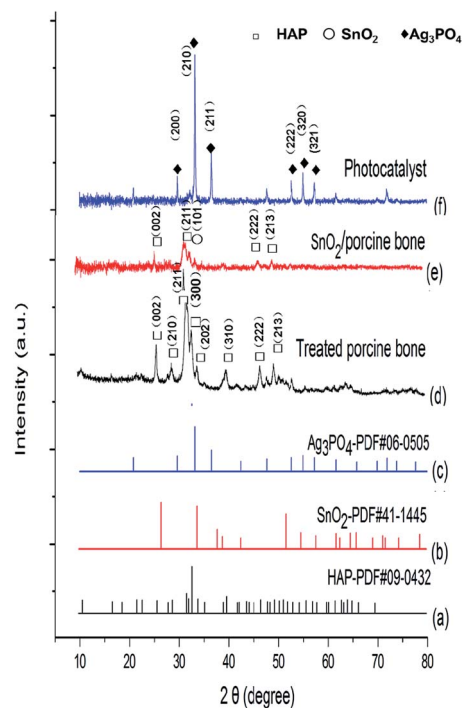 □ HAP ○ SnO₂ ◆Ag₃PO₄
(210)
(200)
(211)
(222)
(320)
(321)
Photocatalyst
(f)
(002)
(211)
(101)
(222)
(213)
SnO₂/porcine bone
(e)
(002)
(210)
(211)
(300)
(202)
(310)
(222)
(213)
Treated porcine bone
(d)
Ag₃PO₄-PDF#06-0505
(c)
SnO₂-PDF#41-1445
(b)
HAP-PDF#09-0432
(a)
Intensity (a.u.)
10 20 30 40 50 60 70 80
2 θ (degree)